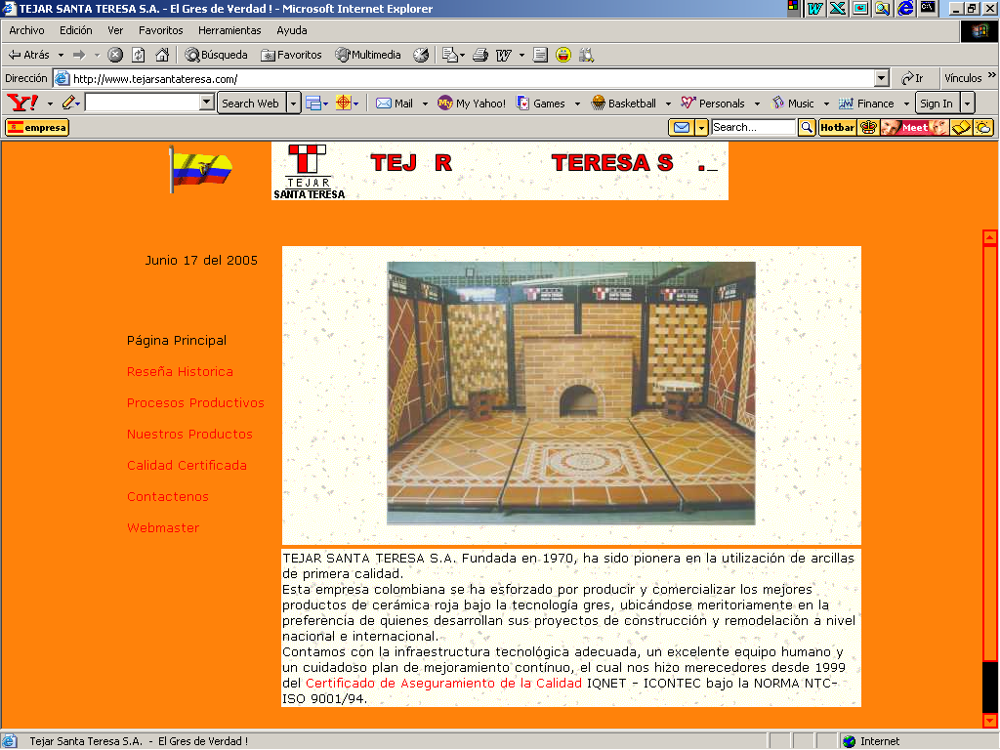 TEJAR SANTA TERESA S.A. - El Gres de Verdad ! - Microsoft Internet Explorer
Archivo Edición Ver Favoritos Herramientas Ayuda
Atrás Búsqueda Favoritos Multimedia
Dirección http://www.tejarsantateresa.com/ Ir Vínculos »
Y! Search Web Mail My Yahoo! Games Basketball Personals Music Finance Sign In
empresa Search... Hotbar Meet
TEJ R TERESA S ._
TEJAR
SANTA TERESA
Junio 17 del 2005
Página Principal
Reseña Historica
Procesos Productivos
Nuestros Productos
Calidad Certificada
Contactenos
Webmaster
TEJAR SANTA TERESA S.A. Fundada en 1970, ha sido pionera en la utilización de arcillas
de primera calidad.
Esta empresa colombiana se ha esforzado por producir y comercializar los mejores
productos de cerámica roja bajo la tecnología gres, ubicándose meritoriamente en la
preferencia de quienes desarrollan sus proyectos de construcción y remodelación a nivel
nacional e internacional.
Contamos con la infraestructura tecnológica adecuada, un excelente equipo humano y
un cuidadoso plan de mejoramiento contínuo, el cual nos hizo merecedores desde 1999
del Certificado de Aseguramiento de la Calidad IQNET - ICONTEC bajo la NORMA NTC-
ISO 9001/94.
Tejar Santa Teresa S.A. - El Gres de Verdad ! Internet